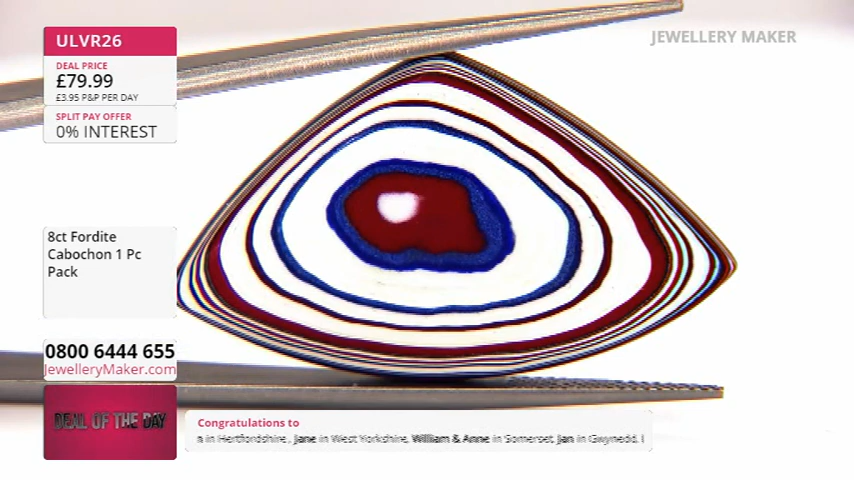 ULVR26
JEWELLERY MAKER
DEAL PRICE
£79.99
£3.95 P&P PER DAY
SPLIT PAY OFFER
0% INTEREST
8ct Fordite
Cabochon 1 Pc
Pack
0800 6444 655
JewelleryMaker.com
DEAL OF THE DAY
Congratulations to
in Hertfordshire, Jane in West Yorkshire, William & Anne in Somerset, Jan in Gwynedd,